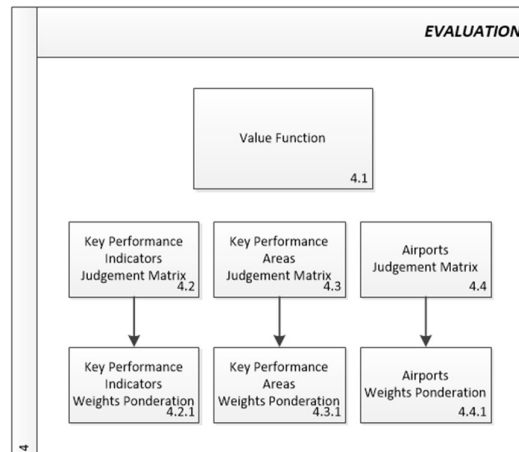 EVALUATION
Value Function
4.1
Key Performance
Indicators
Judgement Matrix
4.2
Key Performance
Areas
Judgement Matrix
4.3
Airports
Judgement Matrix
4.4
Key Performance
Indicators
Weights Ponderation
4.2.1
Key Performance
Areas
Weights Ponderation
4.3.1
Airports
Weights Ponderation
4.4.1
4